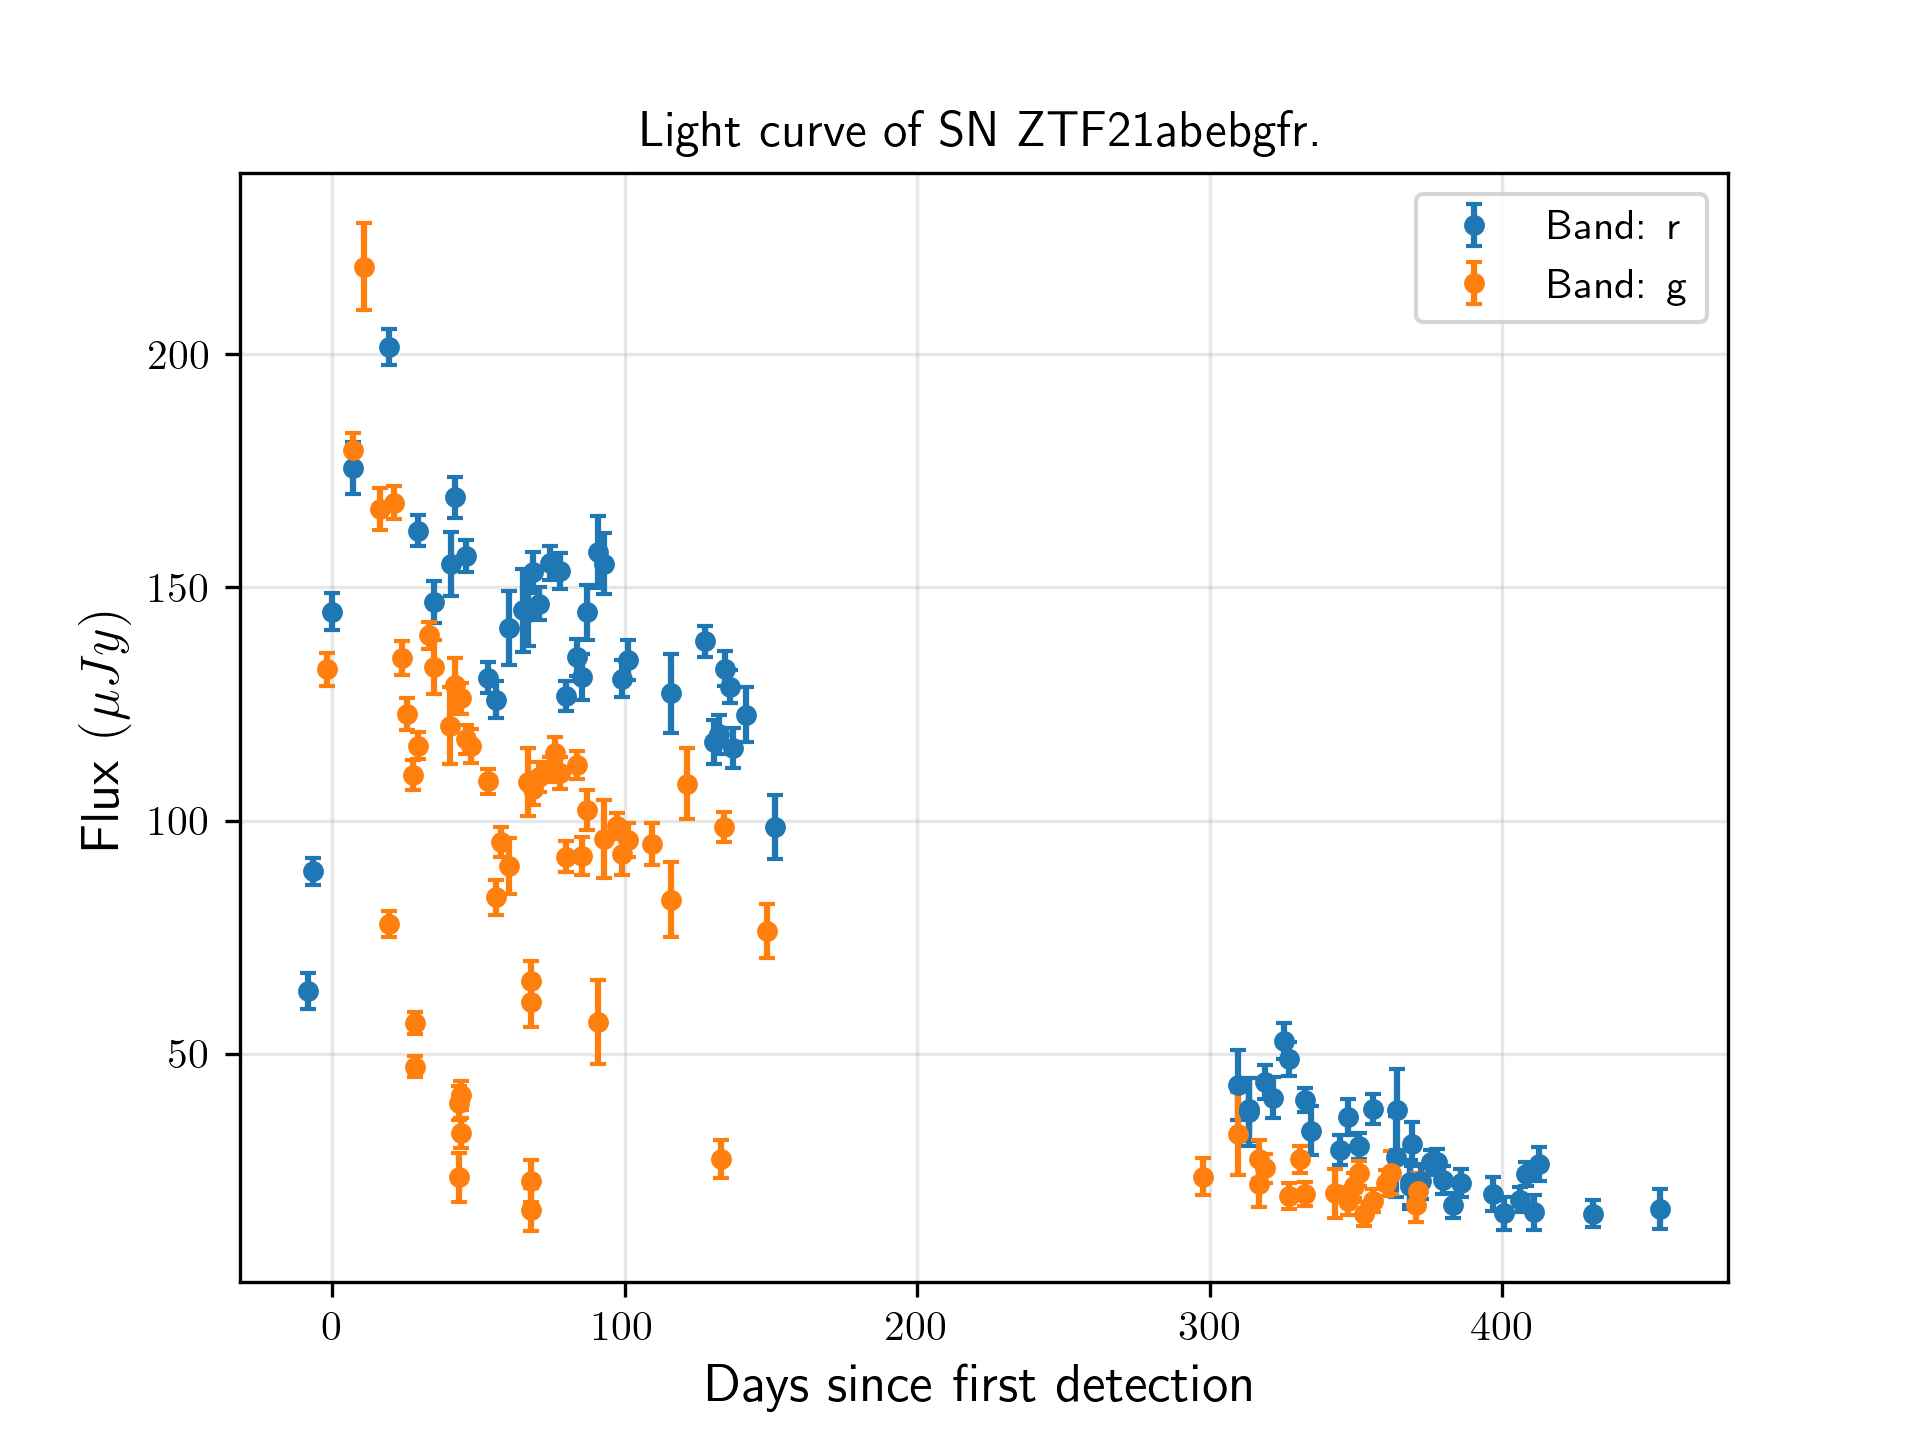 Light curve of SN ZTF21abebgfr.
Band: r
Band: g
Flux (μJy)
200
150
100
50
0 100 200 300 400
Days since first detection